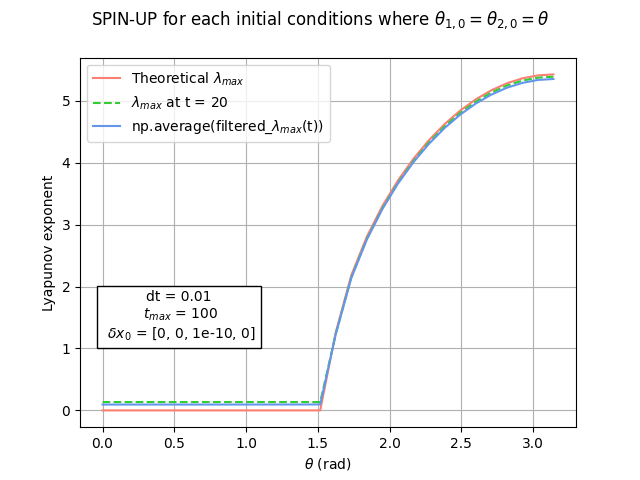 SPIN-UP for each initial conditions where θ₁,₀ = θ₂,₀ = θ
Theoretical λₘₐₓ
λₘₐₓ at t = 20
np.average(filtered_λₘₐₓ(t))
5
4
3
2
1
0
Lyapunov exponent
dt = 0.01
tₘₐₓ = 100
δx₀ = [0, 0, 1e-10, 0]
0.0 0.5 1.0 1.5 2.0 2.5 3.0
θ (rad)